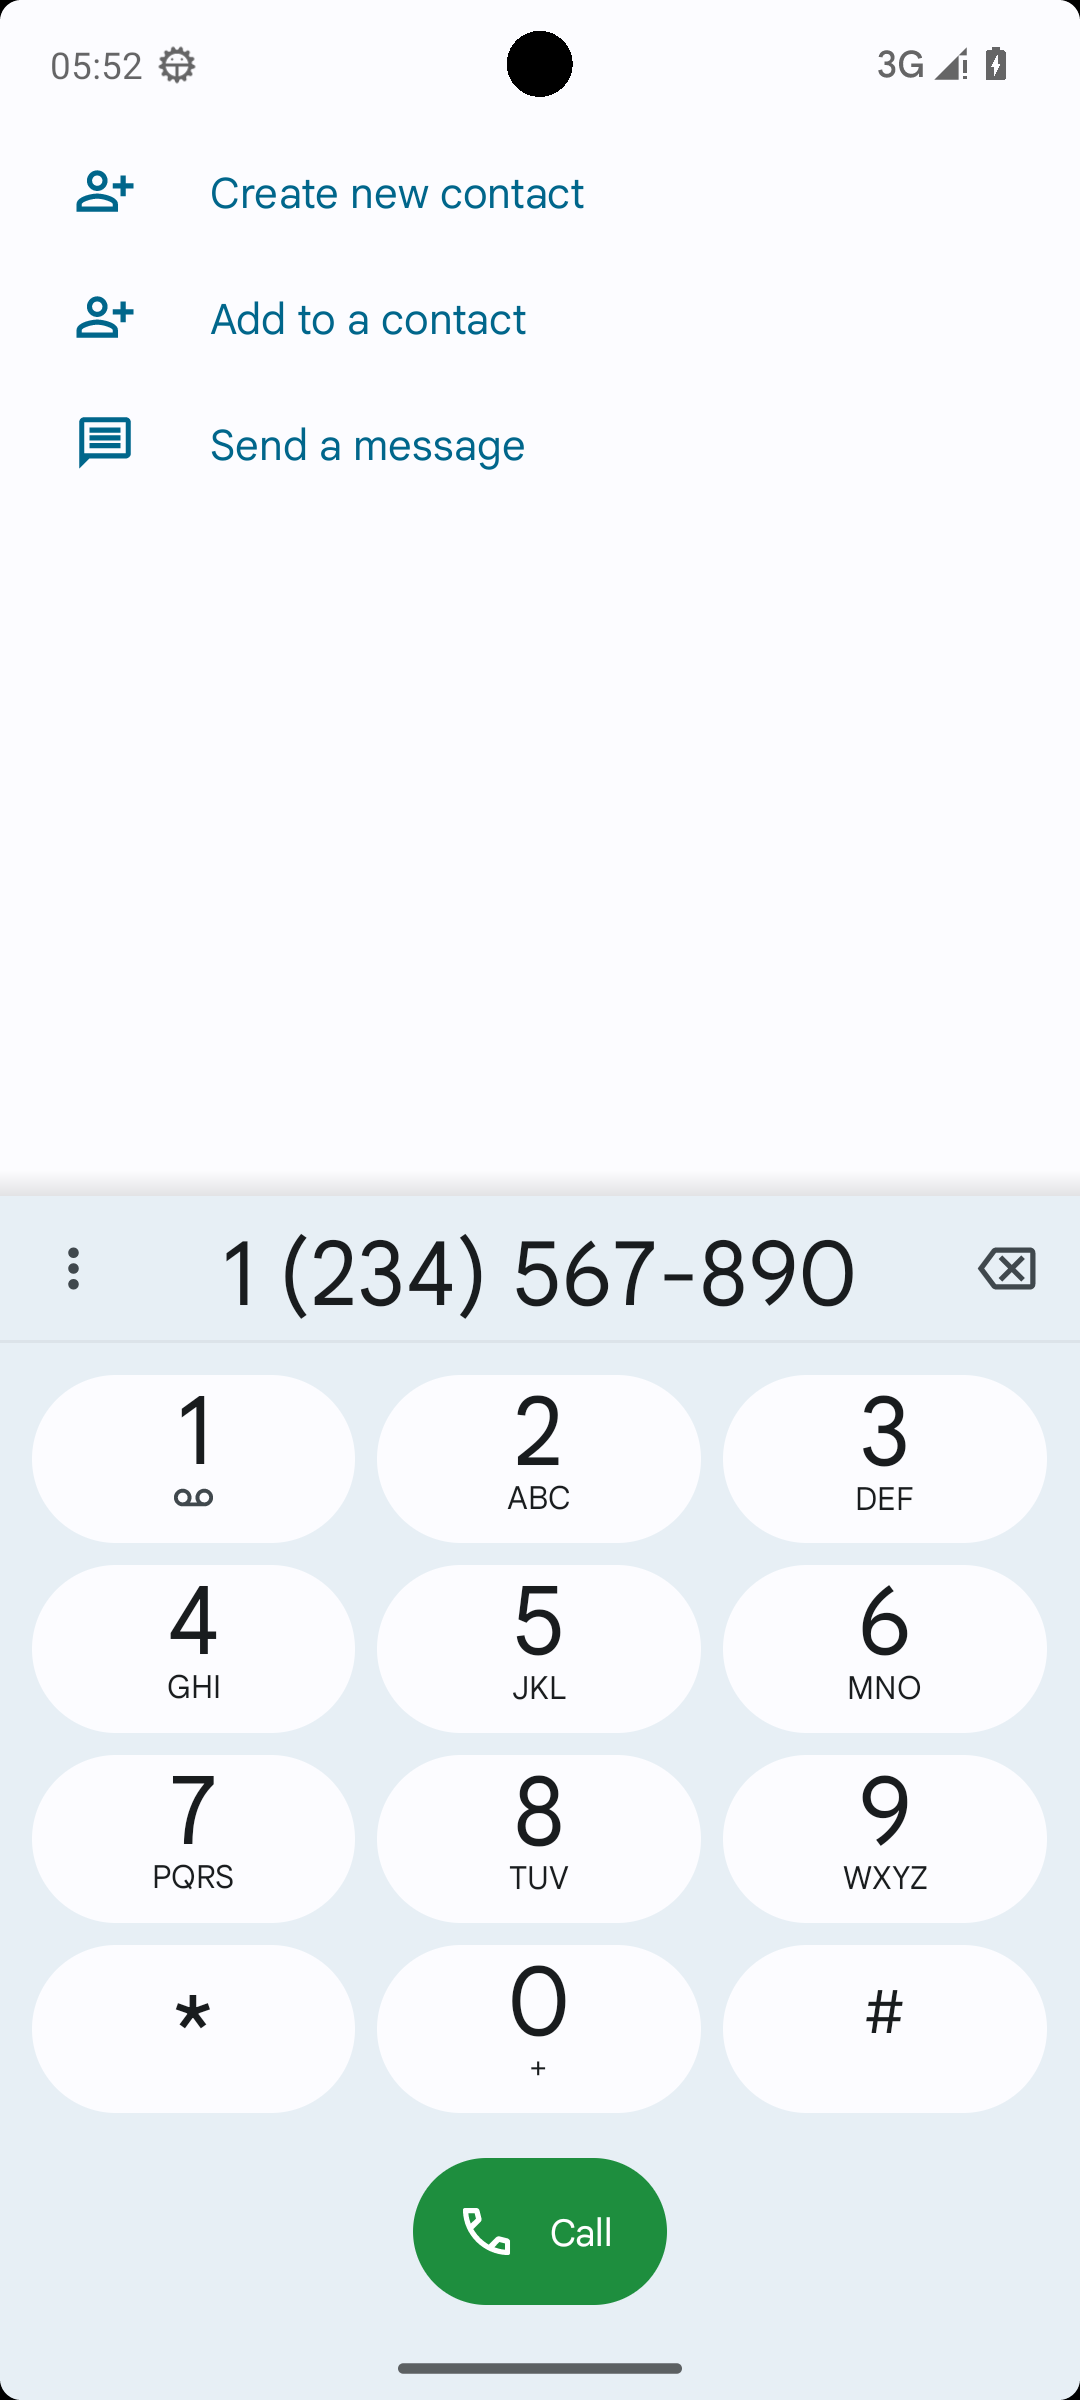 05:52 3G
Create new contact
Add to a contact
Send a message
1 (234) 567-890
1 2 3
ABC DEF
4 5 6
GHI JKL MNO
7 8 9
PQRS TUV WXYZ
* 0 #
+
Call